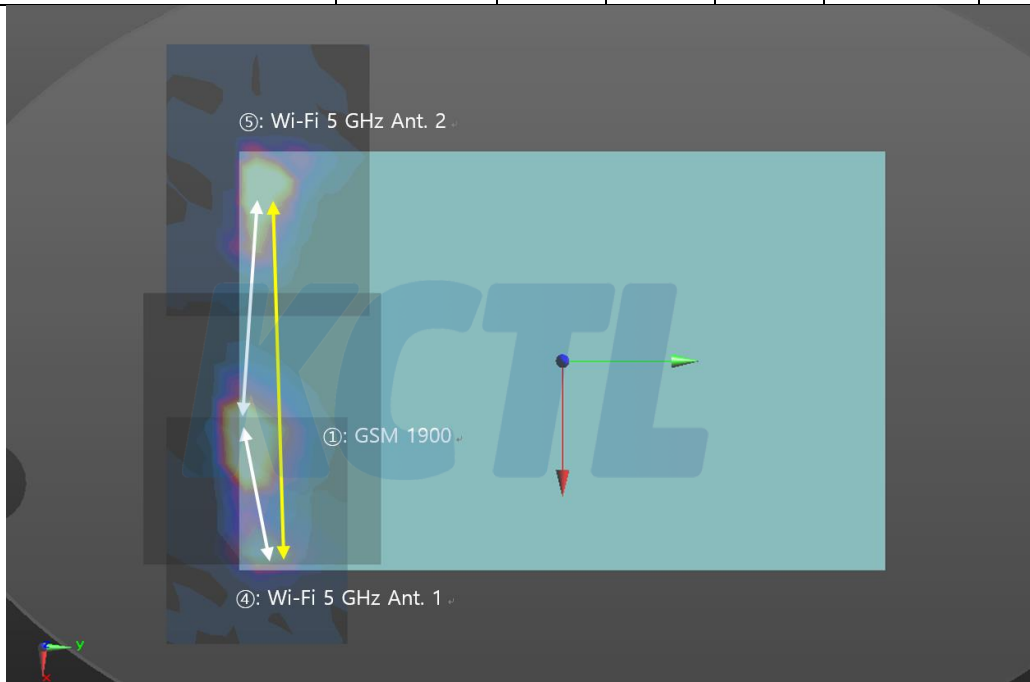 ⑤: Wi-Fi 5 GHz Ant. 2
KCTL
①: GSM 1900
④: Wi-Fi 5 GHz Ant. 1
y
x